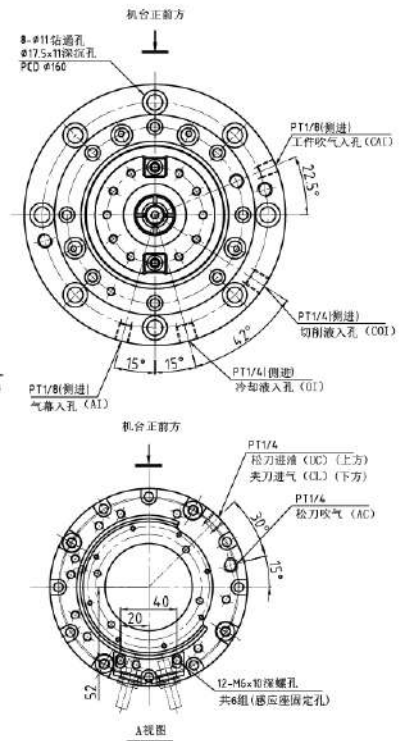 机台正前方
8-Ø11钻通孔
Ø17.5x11深沉孔
PCD Ø160
PT1/8(侧进)
工件吹气入孔(CAI)
22.5°
PT1/4(侧进)
切削液入孔(COI)
42°
15°
15°
PT1/4(侧进)
冷却液入孔(OI)
PT1/8(侧进)
气幕入孔(AI)
机台正前方
PT1/4
松刀进油(UC)(上方)
夹刀进气(CL)(下方)
PT1/4
松刀吹气(AC)
30°
15°
40
20
52
12-M6x10深螺孔
共6组(感应座固定孔)
A视图